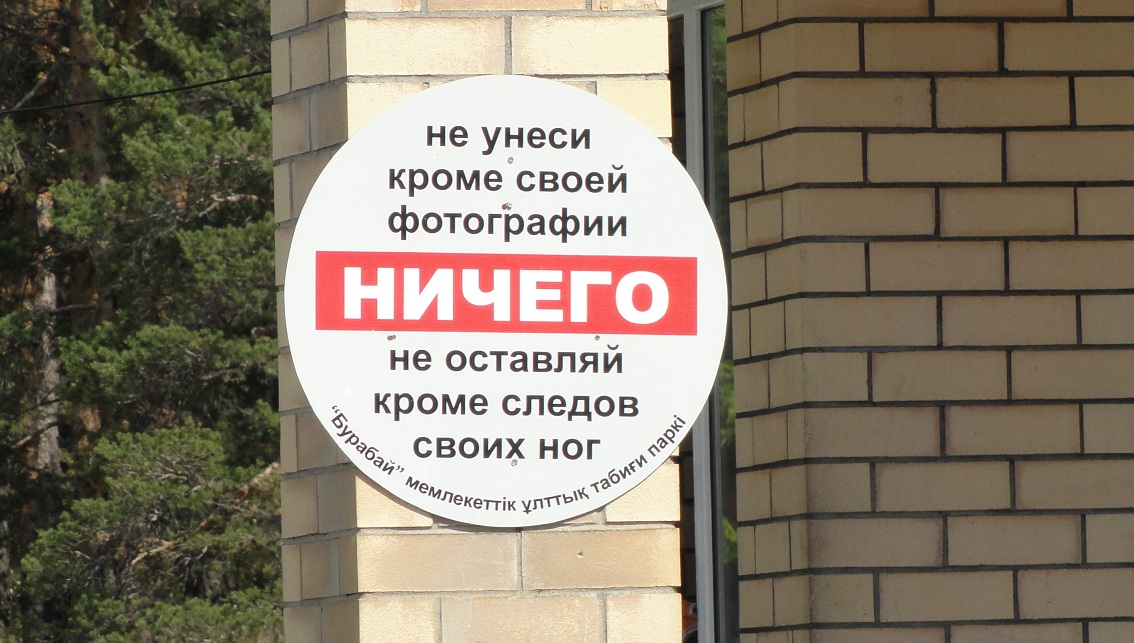 не унеси
кроме своей
фотографии
НИЧЕГО
не оставляй
кроме следов
своих ног
“Бурабай” мемлекеттік ұлттық табиғи паркі